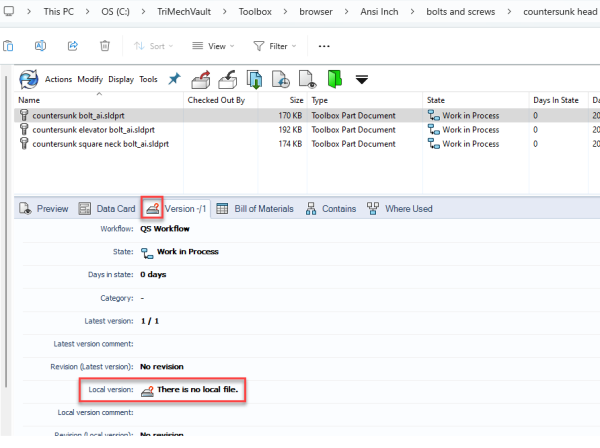 This PC > OS (C:) > TriMechVault > Toolbox > browser > Ansi Inch > bolts and screws > countersunk head
Sort View Filter ...
Actions Modify Display Tools
Name Checked Out By Size Type State Days In State
countersunk bolt_ai.sldprt 170 KB Toolbox Part Document Work in Process 0 20
countersunk elevator bolt_ai.sldprt 192 KB Toolbox Part Document Work in Process 0 20
countersunk square neck bolt_ai.sldprt 174 KB Toolbox Part Document Work in Process 0 20
Preview Data Card Version -/1 Bill of Materials Contains Where Used
Workflow: QS Workflow
State: Work in Process
Days in state: 0 days
Category: -
Latest version: 1 / 1
Latest version comment:
Revision (Latest version): No revision
Local version: There is no local file.
Local version comment:
Revision (Local version): No revision